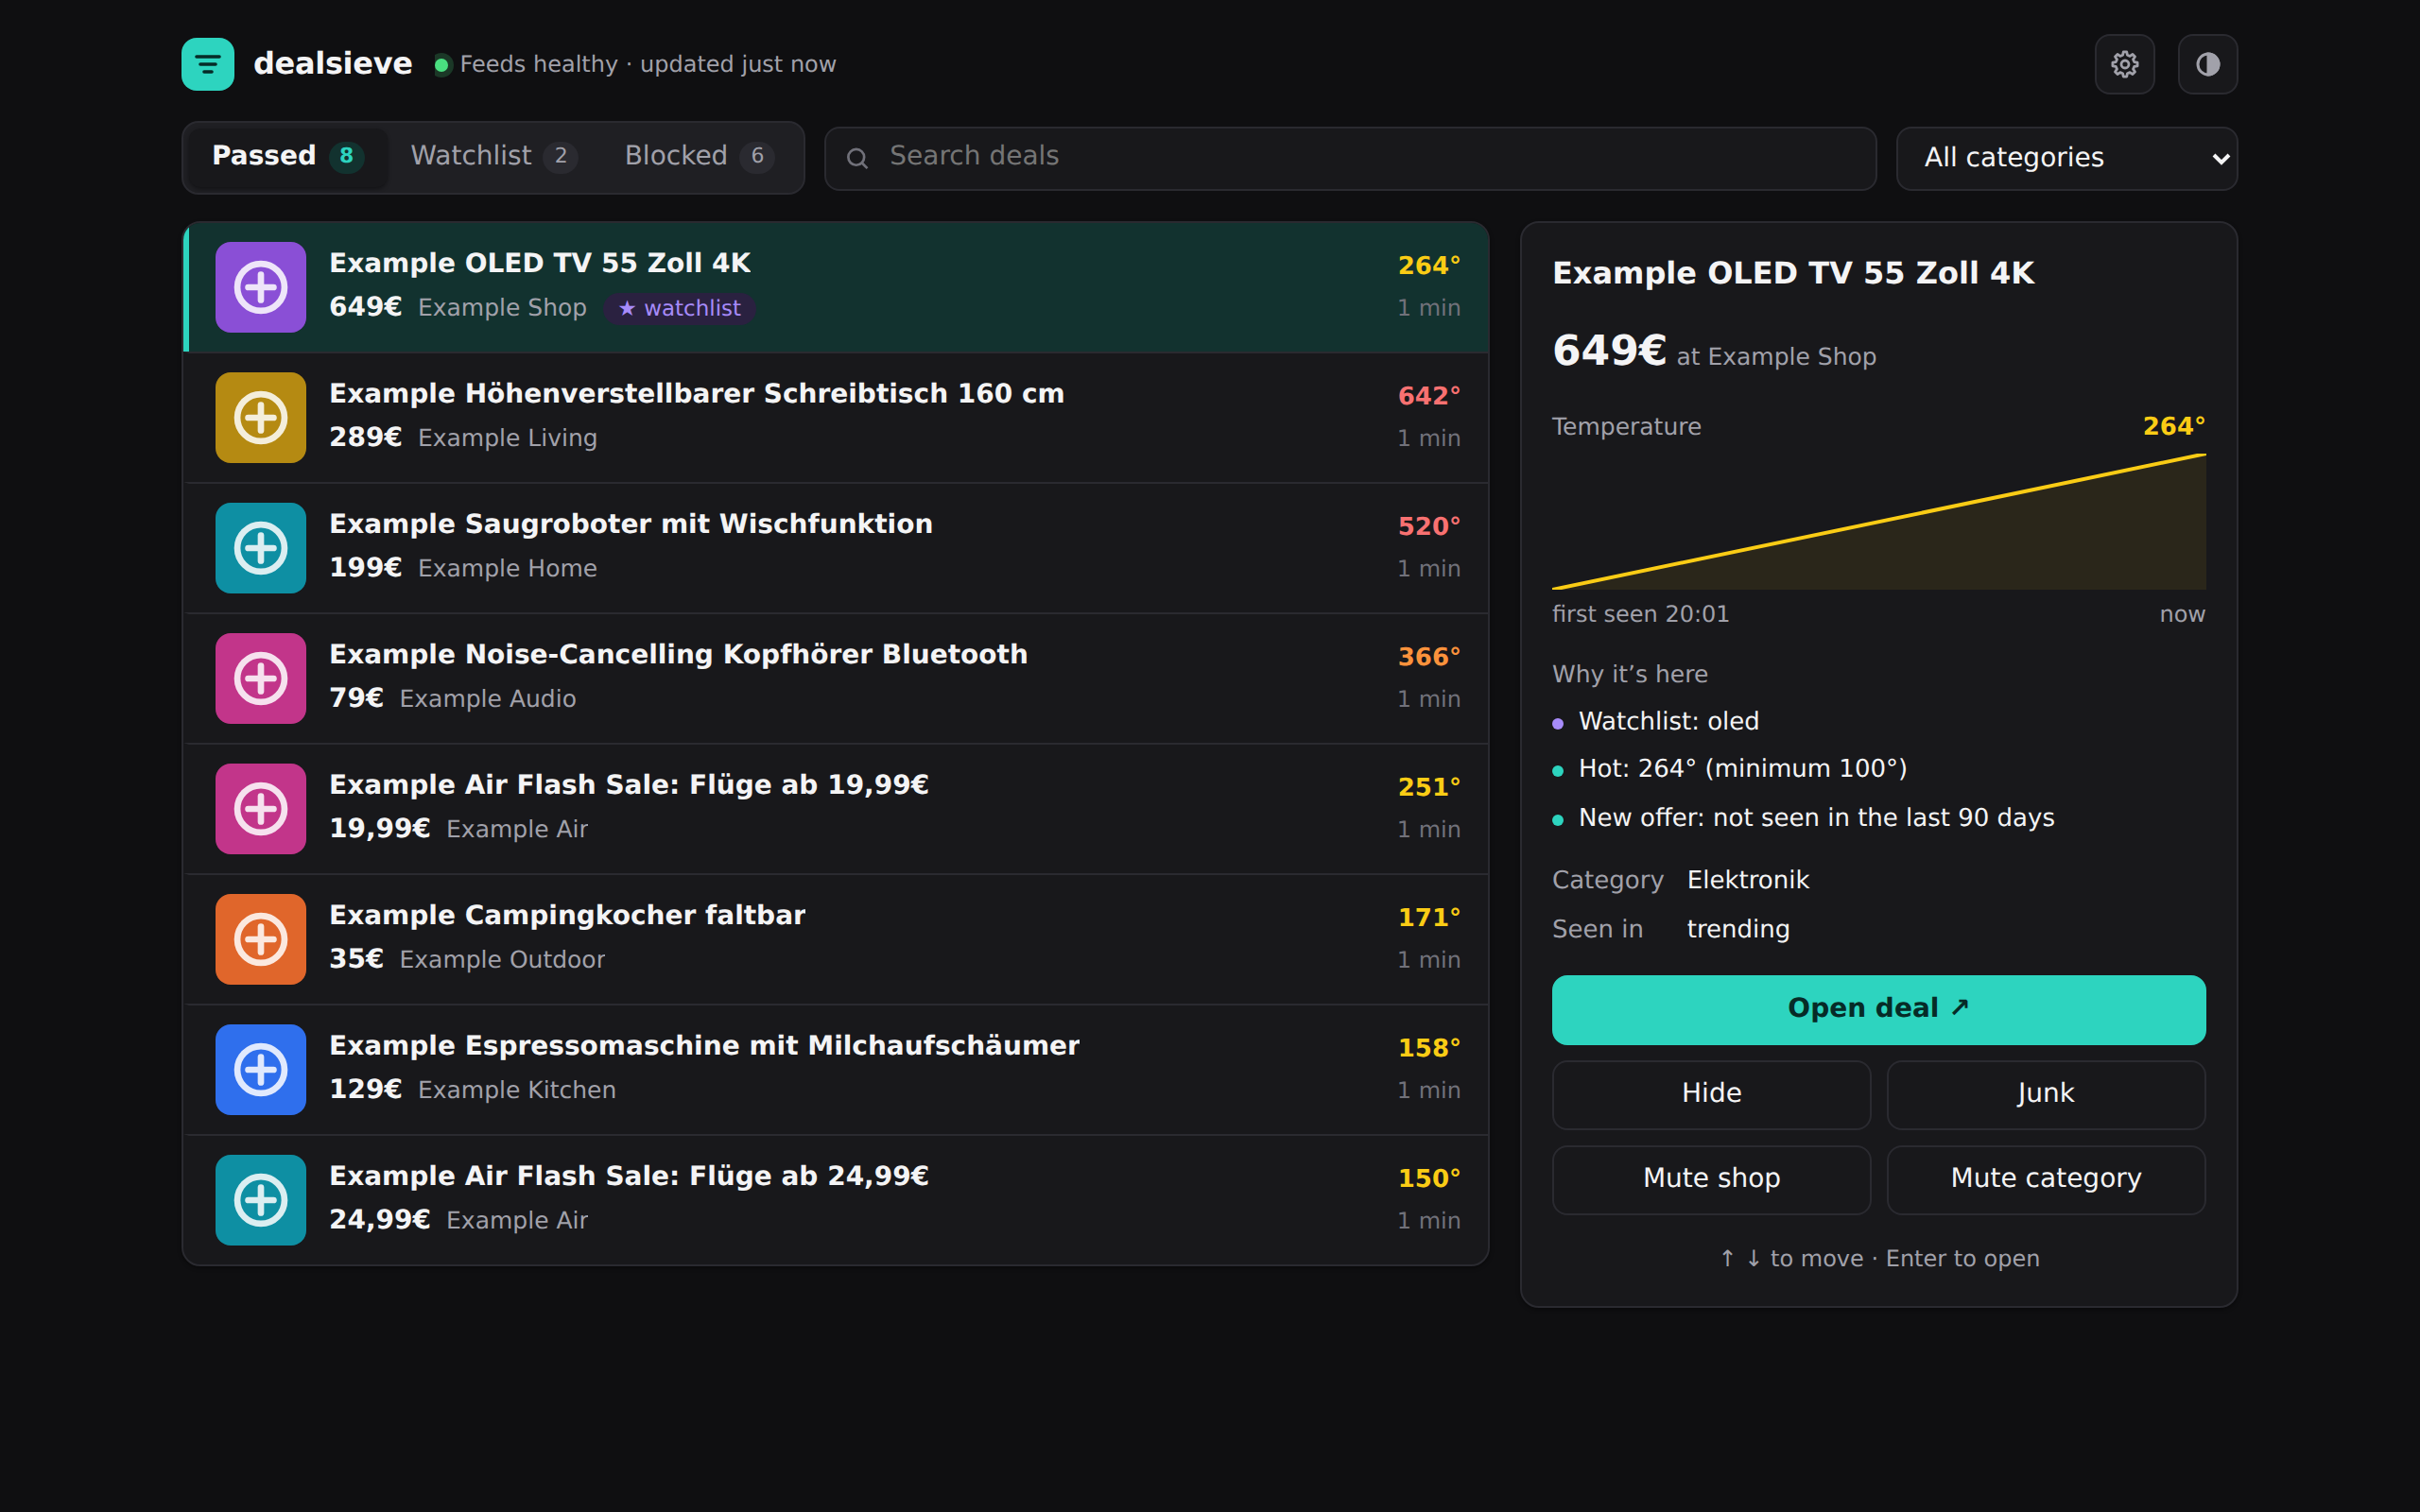 dealsieve
Feeds healthy · updated just now
Passed 8
Watchlist 2
Blocked 6
Search deals
All categories
Example OLED TV 55 Zoll 4K
264°
649€ Example Shop ★ watchlist
1 min
Example Höhenverstellbarer Schreibtisch 160 cm
642°
289€ Example Living
1 min
Example Saugroboter mit Wischfunktion
520°
199€ Example Home
1 min
Example Noise-Cancelling Kopfhörer Bluetooth
366°
79€ Example Audio
1 min
Example Air Flash Sale: Flüge ab 19,99€
251°
19,99€ Example Air
1 min
Example Campingkocher faltbar
171°
35€ Example Outdoor
1 min
Example Espressomaschine mit Milchaufschäumer
158°
129€ Example Kitchen
1 min
Example Air Flash Sale: Flüge ab 24,99€
150°
24,99€ Example Air
1 min
Example OLED TV 55 Zoll 4K
649€ at Example Shop
Temperature
264°
first seen 20:01
now
Why it’s here
Watchlist: oled
Hot: 264° (minimum 100°)
New offer: not seen in the last 90 days
Category Elektronik
Seen in trending
Open deal ↗
Hide
Junk
Mute shop
Mute category
↑ ↓ to move · Enter to open